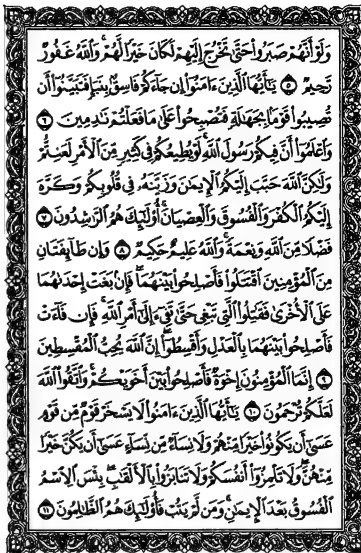 وَلَوْ أَنَّهُمْ صَبَرُوا۟ حَتَّىٰ تَخْرُجَ إِلَيْهِمْ لَكَانَ خَيْرًا لَّهُمْ وَٱللَّهُ غَفُورٌ
رَّحِيمٌ ٥ يَٰٓأَيُّهَا ٱلَّذِينَ ءَامَنُوٓا۟ إِن جَآءَكُمْ فَاسِقٌۢ بِنَبَإٍ فَتَبَيَّنُوٓا۟ أَن
تُصِيبُوا۟ قَوْمًۢا بِجَهَٰلَةٍ فَتُصْبِحُوا۟ عَلَىٰ مَا فَعَلْتُمْ نَٰدِمِينَ ٦
وَٱعْلَمُوٓا۟ أَنَّ فِيكُمْ رَسُولَ ٱللَّهِ لَوْ يُطِيعُكُمْ فِى كَثِيرٍ مِّنَ ٱلْأَمْرِ لَعَنِتُّمْ
وَلَٰكِنَّ ٱللَّهَ حَبَّبَ إِلَيْكُمُ ٱلْإِيمَٰنَ وَزَيَّنَهُۥ فِى قُلُوبِكُمْ وَكَرَّهَ
إِلَيْكُمُ ٱلْكُفْرَ وَٱلْفُسُوقَ وَٱلْعِصْيَانَ أُو۟لَٰٓئِكَ هُمُ ٱلرَّٰشِدُونَ ٧
فَضْلًا مِّنَ ٱللَّهِ وَنِعْمَةً وَٱللَّهُ عَلِيمٌ حَكِيمٌ ٨ وَإِن طَآئِفَتَانِ
مِنَ ٱلْمُؤْمِنِينَ ٱقْتَتَلُوا۟ فَأَصْلِحُوا۟ بَيْنَهُمَا فَإِنۢ بَغَتْ إِحْدَىٰهُمَا
عَلَى ٱلْأُخْرَىٰ فَقَٰتِلُوا۟ ٱلَّتِى تَبْغِى حَتَّىٰ تَفِىٓءَ إِلَىٰٓ أَمْرِ ٱللَّهِ فَإِن فَآءَتْ
فَأَصْلِحُوا۟ بَيْنَهُمَا بِٱلْعَدْلِ وَأَقْسِطُوٓا۟ إِنَّ ٱللَّهَ يُحِبُّ ٱلْمُقْسِطِينَ
٩ إِنَّمَا ٱلْمُؤْمِنُونَ إِخْوَةٌ فَأَصْلِحُوا۟ بَيْنَ أَخَوَيْكُمْ وَٱتَّقُوا۟ ٱللَّهَ
لَعَلَّكُمْ تُرْحَمُونَ ١٠ يَٰٓأَيُّهَا ٱلَّذِينَ ءَامَنُوا۟ لَا يَسْخَرْ قَوْمٌ مِّن قَوْمٍ
عَسَىٰٓ أَن يَكُونُوا۟ خَيْرًا مِّنْهُمْ وَلَا نِسَآءٌ مِّن نِّسَآءٍ عَسَىٰٓ أَن يَكُنَّ خَيْرًا
مِّنْهُنَّ وَلَا تَلْمِزُوٓا۟ أَنفُسَكُمْ وَلَا تَنَابَزُوا۟ بِٱلْأَلْقَٰبِ بِئْسَ ٱلِٱسْمُ
ٱلْفُسُوقُ بَعْدَ ٱلْإِيمَٰنِ وَمَن لَّمْ يَتُبْ فَأُو۟لَٰٓئِكَ هُمُ ٱلظَّٰلِمُونَ ١١